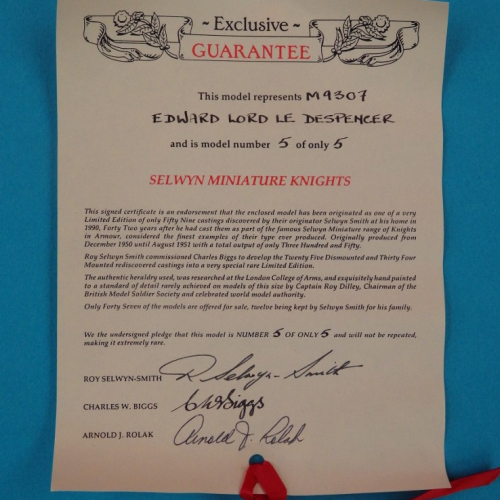 ~ Exclusive ~
GUARANTEE
This model represents M9307
EDWARD LORD LE DESPENCER
and is model number 5 of only 5
SELWYN MINIATURE KNIGHTS
This signed certificate is an endorsement that the enclosed model has been originated as one of a very
Limited Edition of only Fifty Nine castings discovered by their originator Selwyn Smith at his home in
1990, Forty Two years after he had cast them as part of the famous Selwyn Miniature range of Knights
in Armour, considered the finest examples of their type ever produced. Originally produced from
December 1950 until August 1951 with a total output of only Three Hundred and Fifty.
Roy Selwyn Smith commissioned Charles Biggs to develop the Twenty Five Dismounted and Thirty Four
Mounted rediscovered castings into a very special rare Limited Edition.
The authentic heraldry used, was researched at the London College of Arms, and exquisitely hand painted
to a standard of detail rarely achieved on models of this size by Captain Roy Dilley, Chairman of the
British Model Soldier Society and celebrated world model authority.
Only Forty Seven of the models are offered for sale, twelve being kept by Selwyn Smith for his family.
We the undersigned pledge that this model is NUMBER 5 OF ONLY 5 and will not be repeated,
making it extremely rare.
ROY SELWYN-SMITH R Selwyn-Smith
CHARLES W. BIGGS C W Biggs
ARNOLD J. ROLAK Arnold J. Rolak